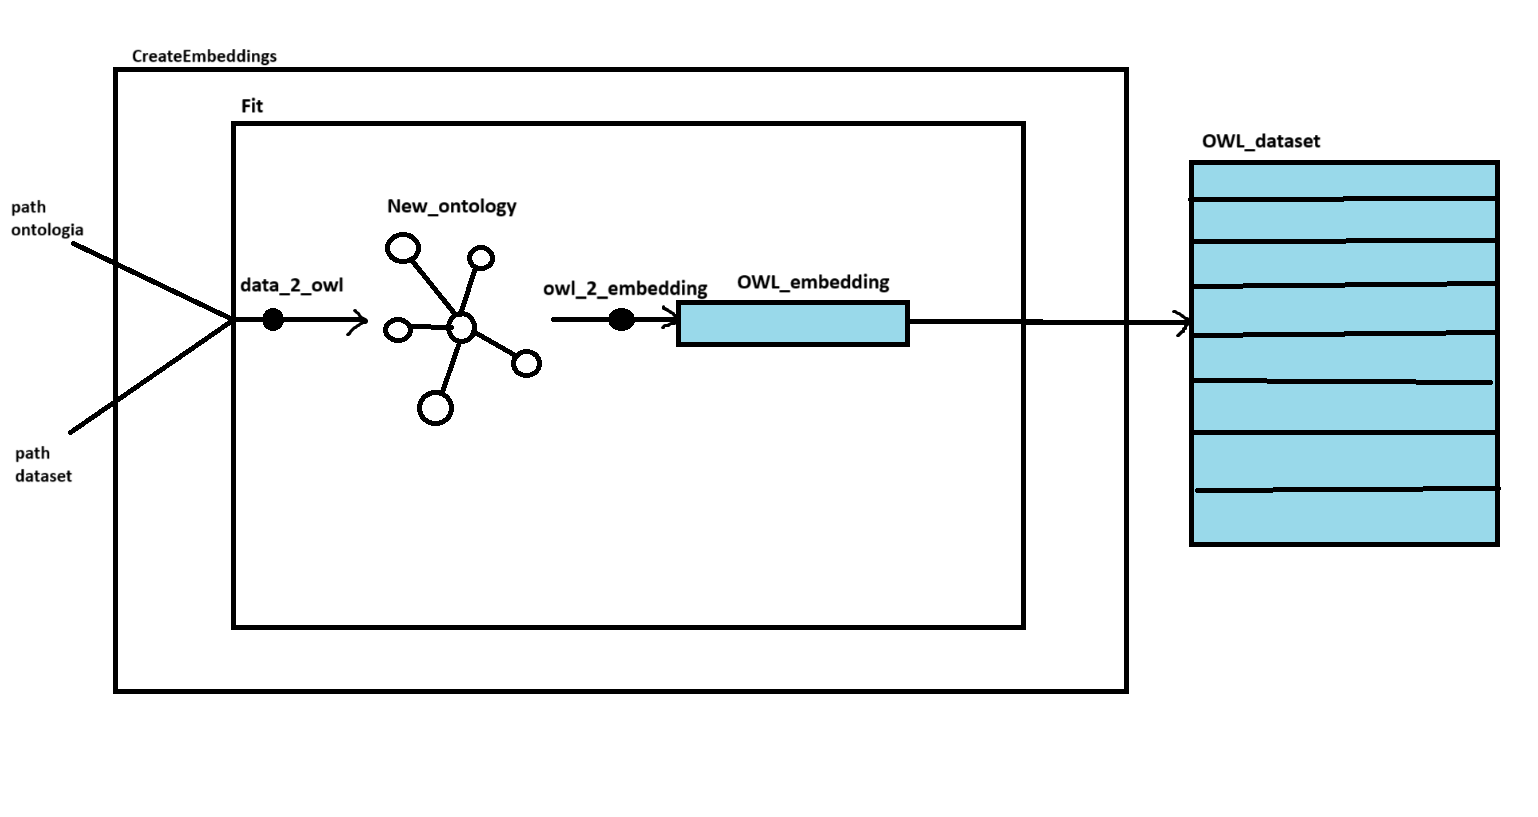 CreateEmbeddings
Fit
OWL_dataset
path
ontologia
New_ontology
data_2_owl
owl_2_embedding
OWL_embedding
path
dataset